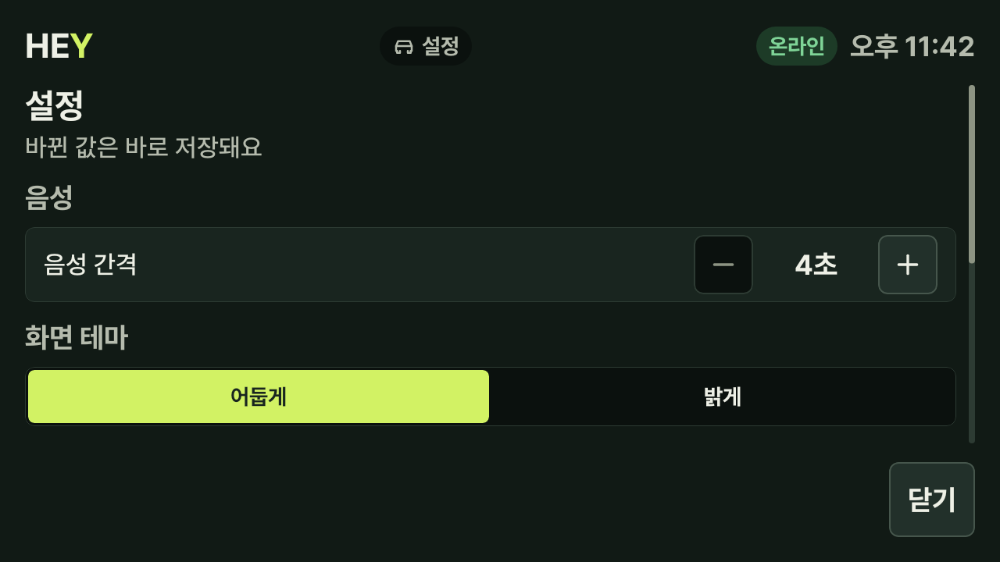 HEY
설정
온라인
오후 11:42
설정
바뀐 값은 바로 저장돼요
음성
음성 간격
− 4초 +
화면 테마
어둡게
밝게
닫기